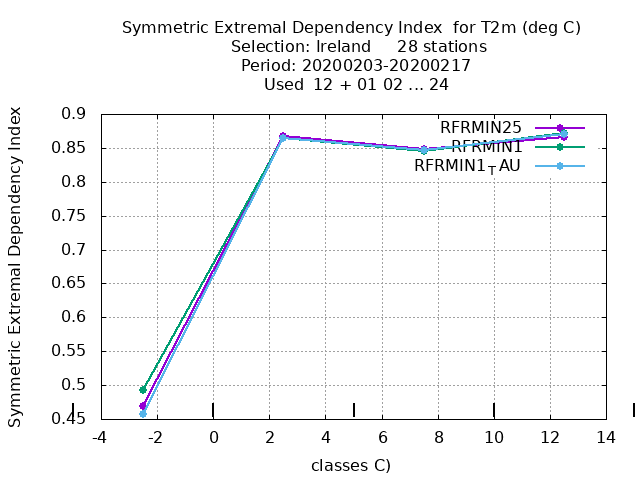 Symmetric Extremal Dependency Index  for T2m (deg C)
Selection: Ireland     28 stations
Period: 20200203-20200217
Used  12 + 01 02 ... 24
Symmetric Extremal Dependency Index
0.9
0.85
0.8
0.75
0.7
0.65
0.6
0.55
0.5
0.45
RFRMIN25
RFRMIN1
RFRMIN1TAU
-4 -2 0 2 4 6 8 10 12 14
classes C)